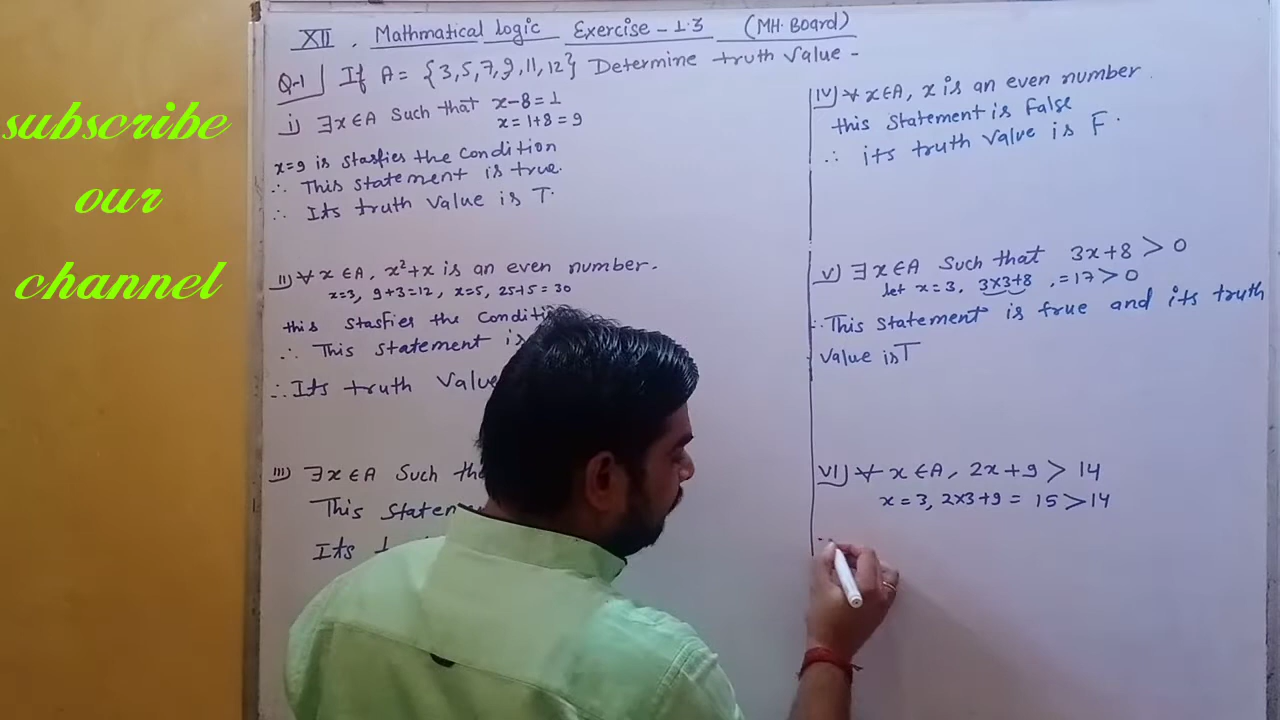 subscribe
our
channel
XII . Mathmatical logic Exercise - 1.3 (MH. Board)
Q-1 If A = {3,5,7,9,11,12} Determine truth value -
i) ∃x∈A Such that x-8=1
x=1+8=9
x=9 is stasfies the condition
∴ This statement is true.
∴ Its truth value is T.
II) ∀ x∈A, x²+x is an even number.
x=3, 9+3=12, x=5, 25+5=30
this stasfies the
∴ This statement
∴ Its truth
III) ∃x∈A Such
This
Its
IV) ∀ x∈A, x is an even number.
this statement is False
∴ its truth value is F.
V) ∃x∈A Such that 3x+8>0
let x=3, 3×3+8, =17>0
∴ This statement is true and its truth
value is T
VI) ∀ x∈A, 2x+9>14
x=3, 2×3+9=15>14